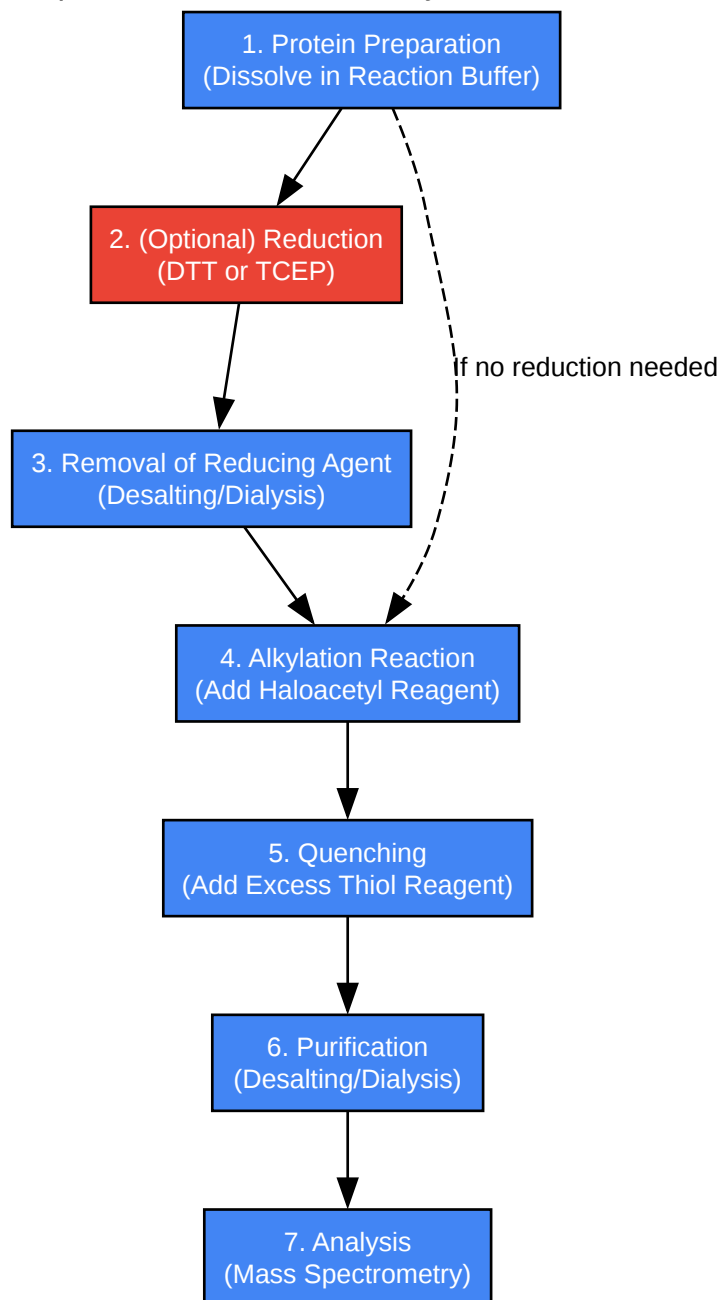 1. Protein Preparation
(Dissolve in Reaction Buffer)
2. (Optional) Reduction
(DTT or TCEP)
If no reduction needed
3. Removal of Reducing Agent
(Desalting/Dialysis)
4. Alkylation Reaction
(Add Haloacetyl Reagent)
5. Quenching
(Add Excess Thiol Reagent)
6. Purification
(Desalting/Dialysis)
7. Analysis
(Mass Spectrometry)